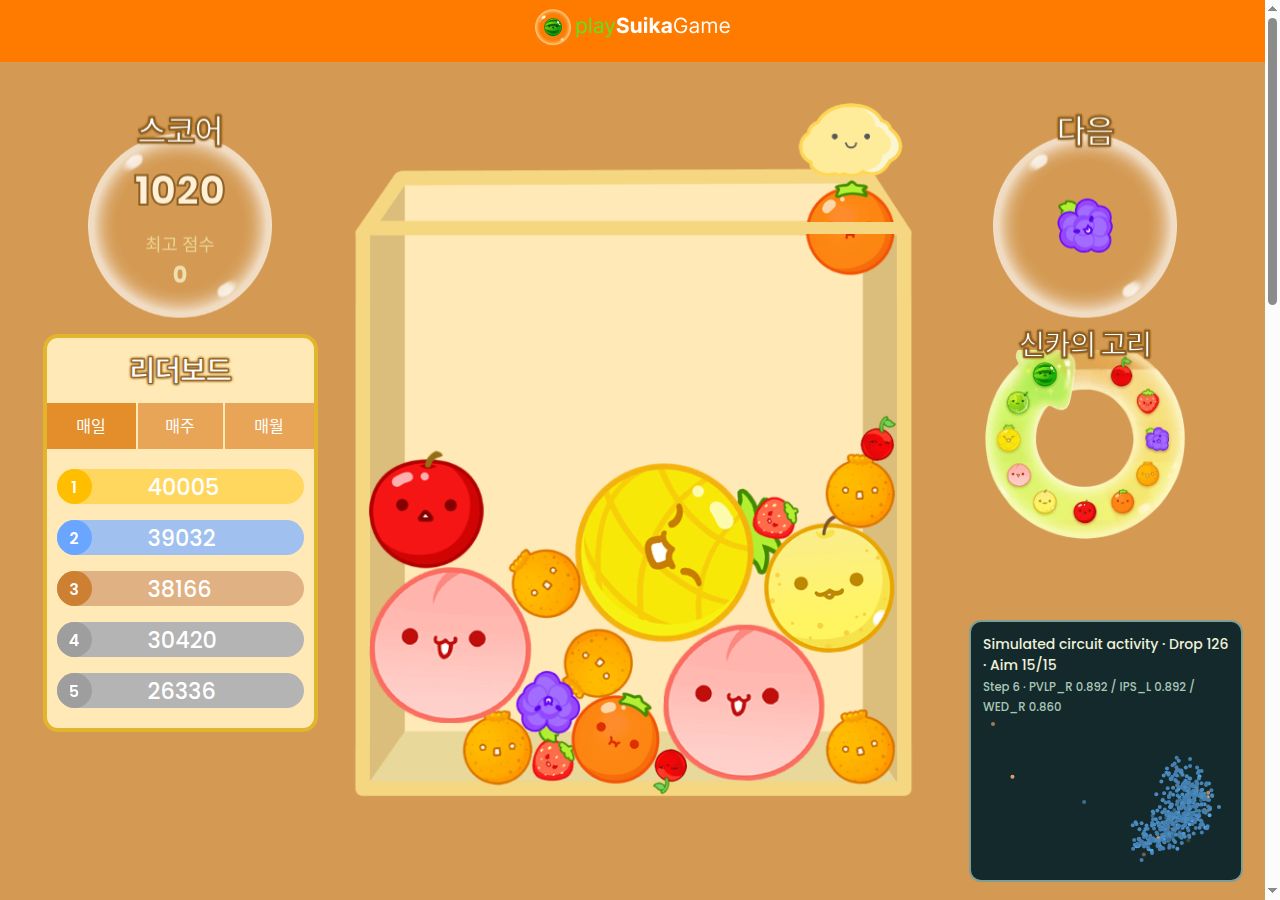 playSuikaGame
스코어
1020
최고 점수
0
다음
신카의 고리
리더보드
매일 매주 매월
1 40005
2 39032
3 38166
4 30420
5 26336
Simulated circuit activity · Drop 126
· Aim 15/15
Step 6 · PVLP_R 0.892 / IPS_L 0.892 /
WED_R 0.860